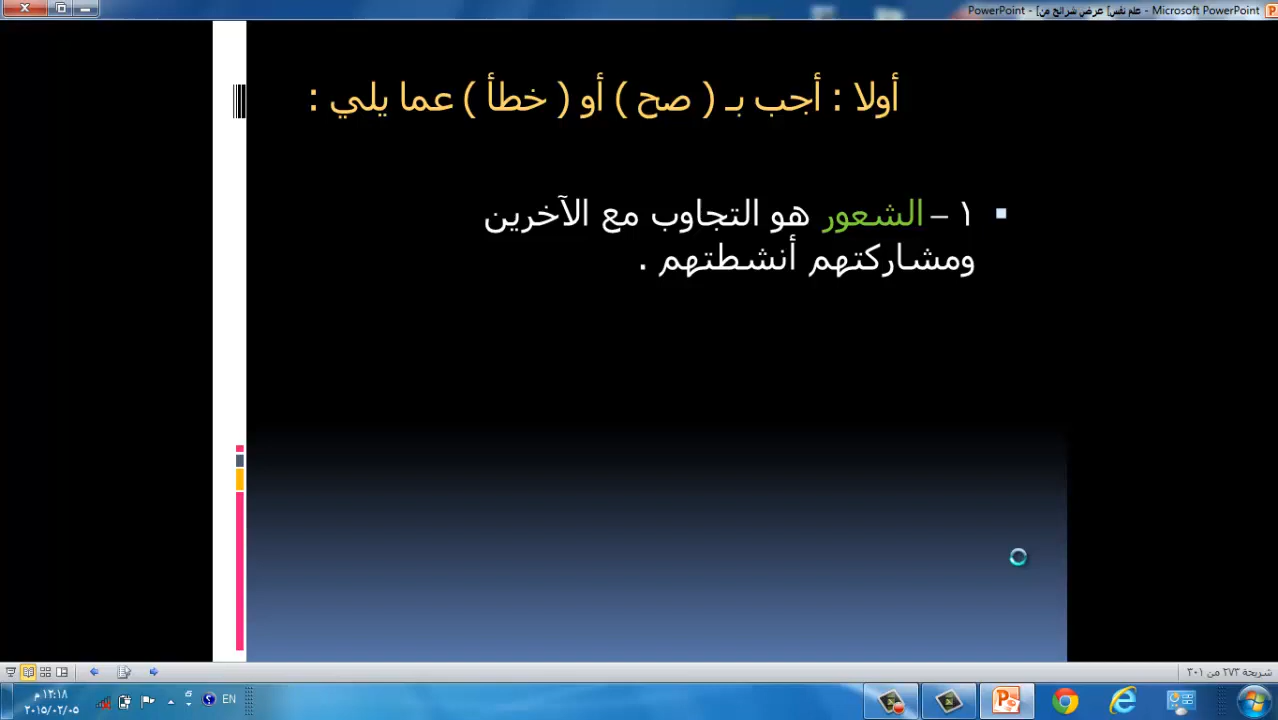 PowerPoint - [علم نفس] عرض شرائح من] - Microsoft PowerPoint
أولا : أجب بـ ( صح ) أو ( خطأ ) عما يلي :
١ – الشعور هو التجاوب مع الآخرين
ومشاركتهم أنشطتهم .
شريحة ٢٧٣ من ٣٠١
EN
١٢:١٨ م
٢٠١٥/٠٢/٠٥